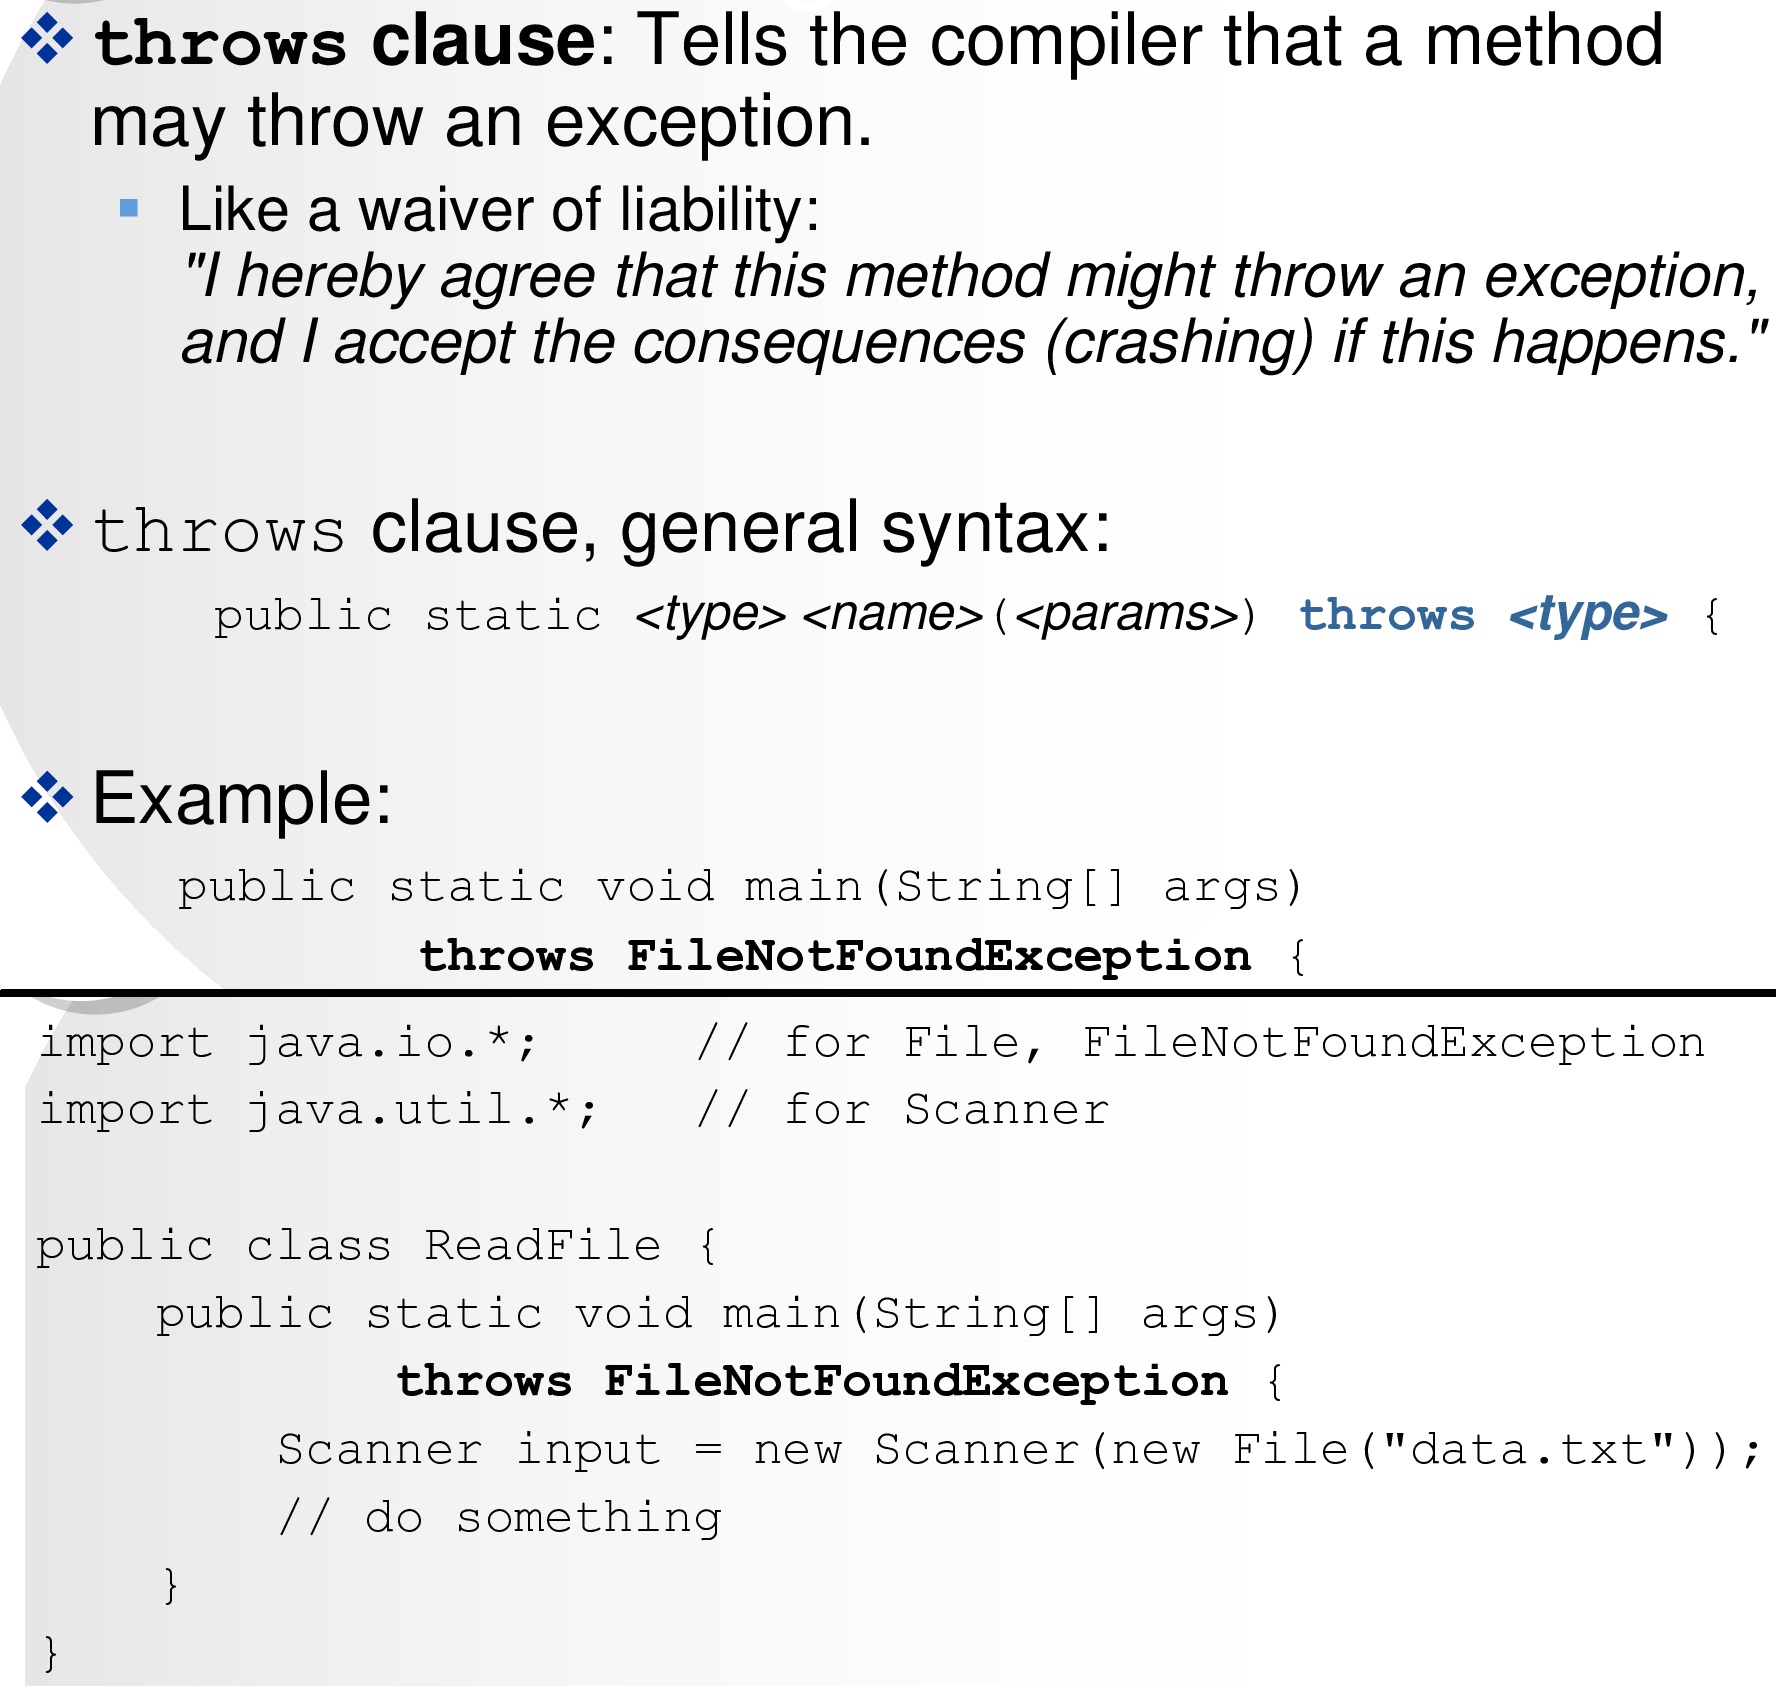 throws clause: Tells the compiler that a method
may throw an exception.
Like a waiver of liability:
"I hereby agree that this method might throw an exception,
and I accept the consequences (crashing) if this happens."
throws clause, general syntax:
public static <type> <name>(<params>) throws <type> {
Example:
public static void main(String[] args)
throws FileNotFoundException {
import java.io.*; // for File, FileNotFoundException
import java.util.*; // for Scanner
public class ReadFile {
public static void main(String[] args)
throws FileNotFoundException {
Scanner input = new Scanner(new File("data.txt"));
// do something
}
}